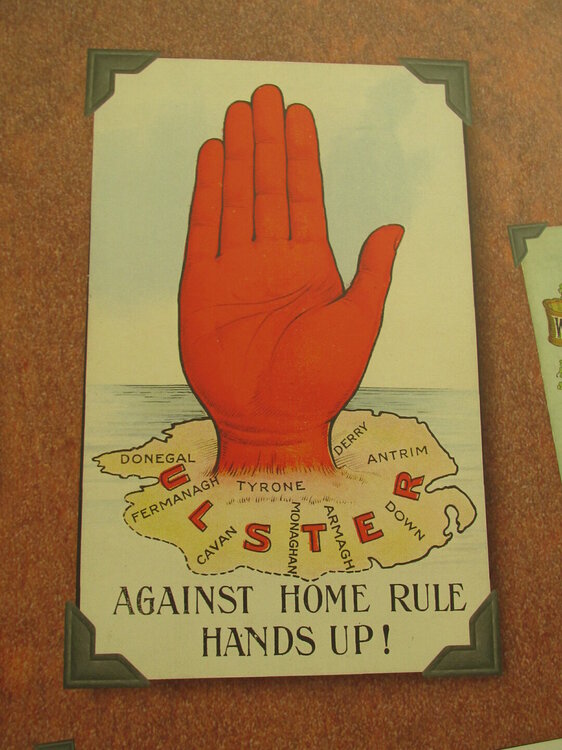 DONEGAL
DERRY
ANTRIM
FERMANAGH
TYRONE
ULSTER
CAVAN
MONAGHAN
ARMAGH
DOWN
AGAINST HOME RULE
HANDS UP!